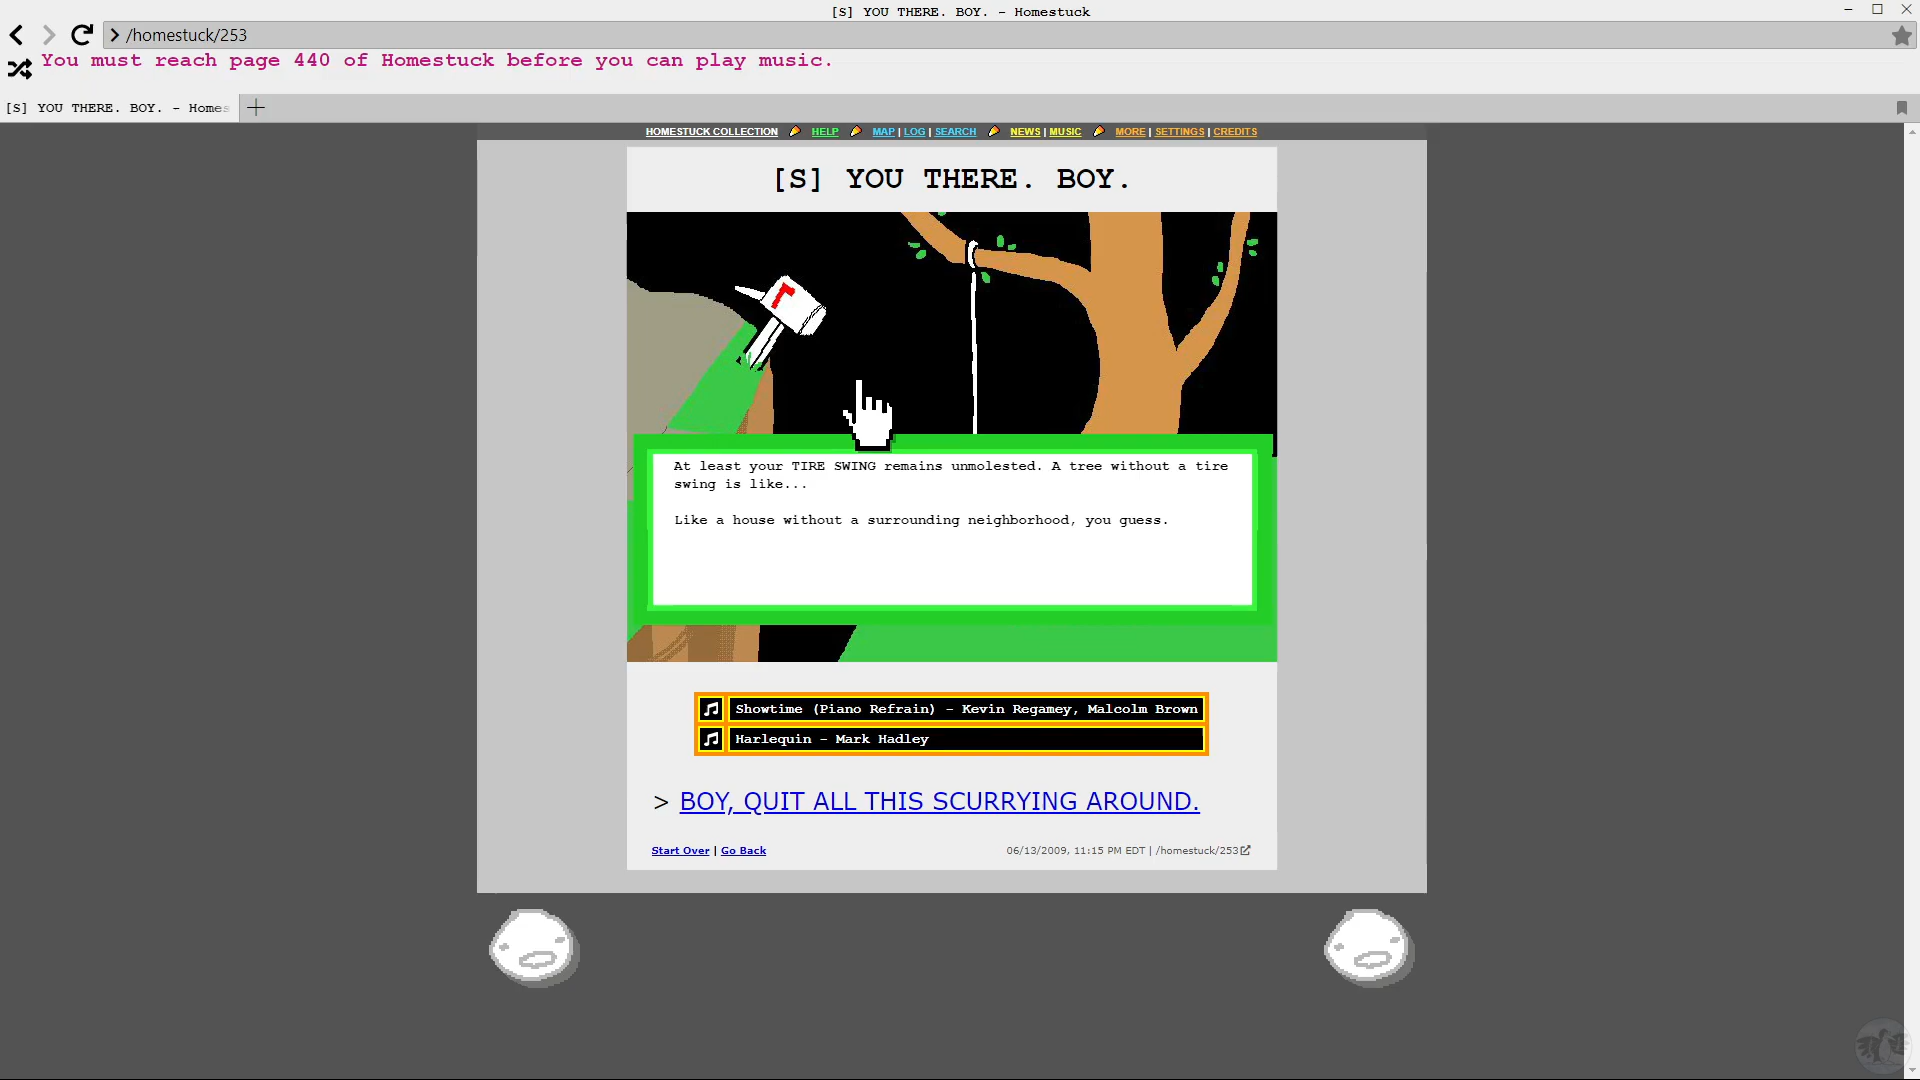 [S] YOU THERE. BOY. - Homestuck
/homestuck/253
You must reach page 440 of Homestuck before you can play music.
[S] YOU THERE. BOY. - Homes
HOMESTUCK COLLECTION HELP MAP | LOG | SEARCH NEWS | MUSIC MORE | SETTINGS | CREDITS
[S] YOU THERE. BOY.
At least your TIRE SWING remains unmolested. A tree without a tire
swing is like...
Like a house without a surrounding neighborhood, you guess.
Showtime (Piano Refrain) - Kevin Regamey, Malcolm Brown
Harlequin - Mark Hadley
> BOY, QUIT ALL THIS SCURRYING AROUND.
Start Over | Go Back 06/13/2009, 11:15 PM EDT | /homestuck/253